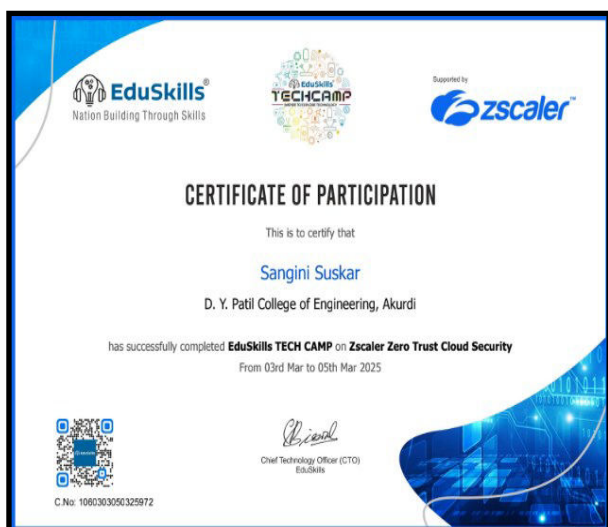 EduSkills®
Nation Building Through Skills
EduSkills®
TECHCAMP
Supported by
zscaler™
CERTIFICATE OF PARTICIPATION
This is to certify that
Sangini Suskar
D. Y. Patil College of Engineering, Akurdi
has successfully completed EduSkills TECH CAMP on Zscaler Zero Trust Cloud Security
From 03rd Mar to 05th Mar 2025
Chief Technology Officer (CTO)
EduSkills
C.No: 1060303050325972